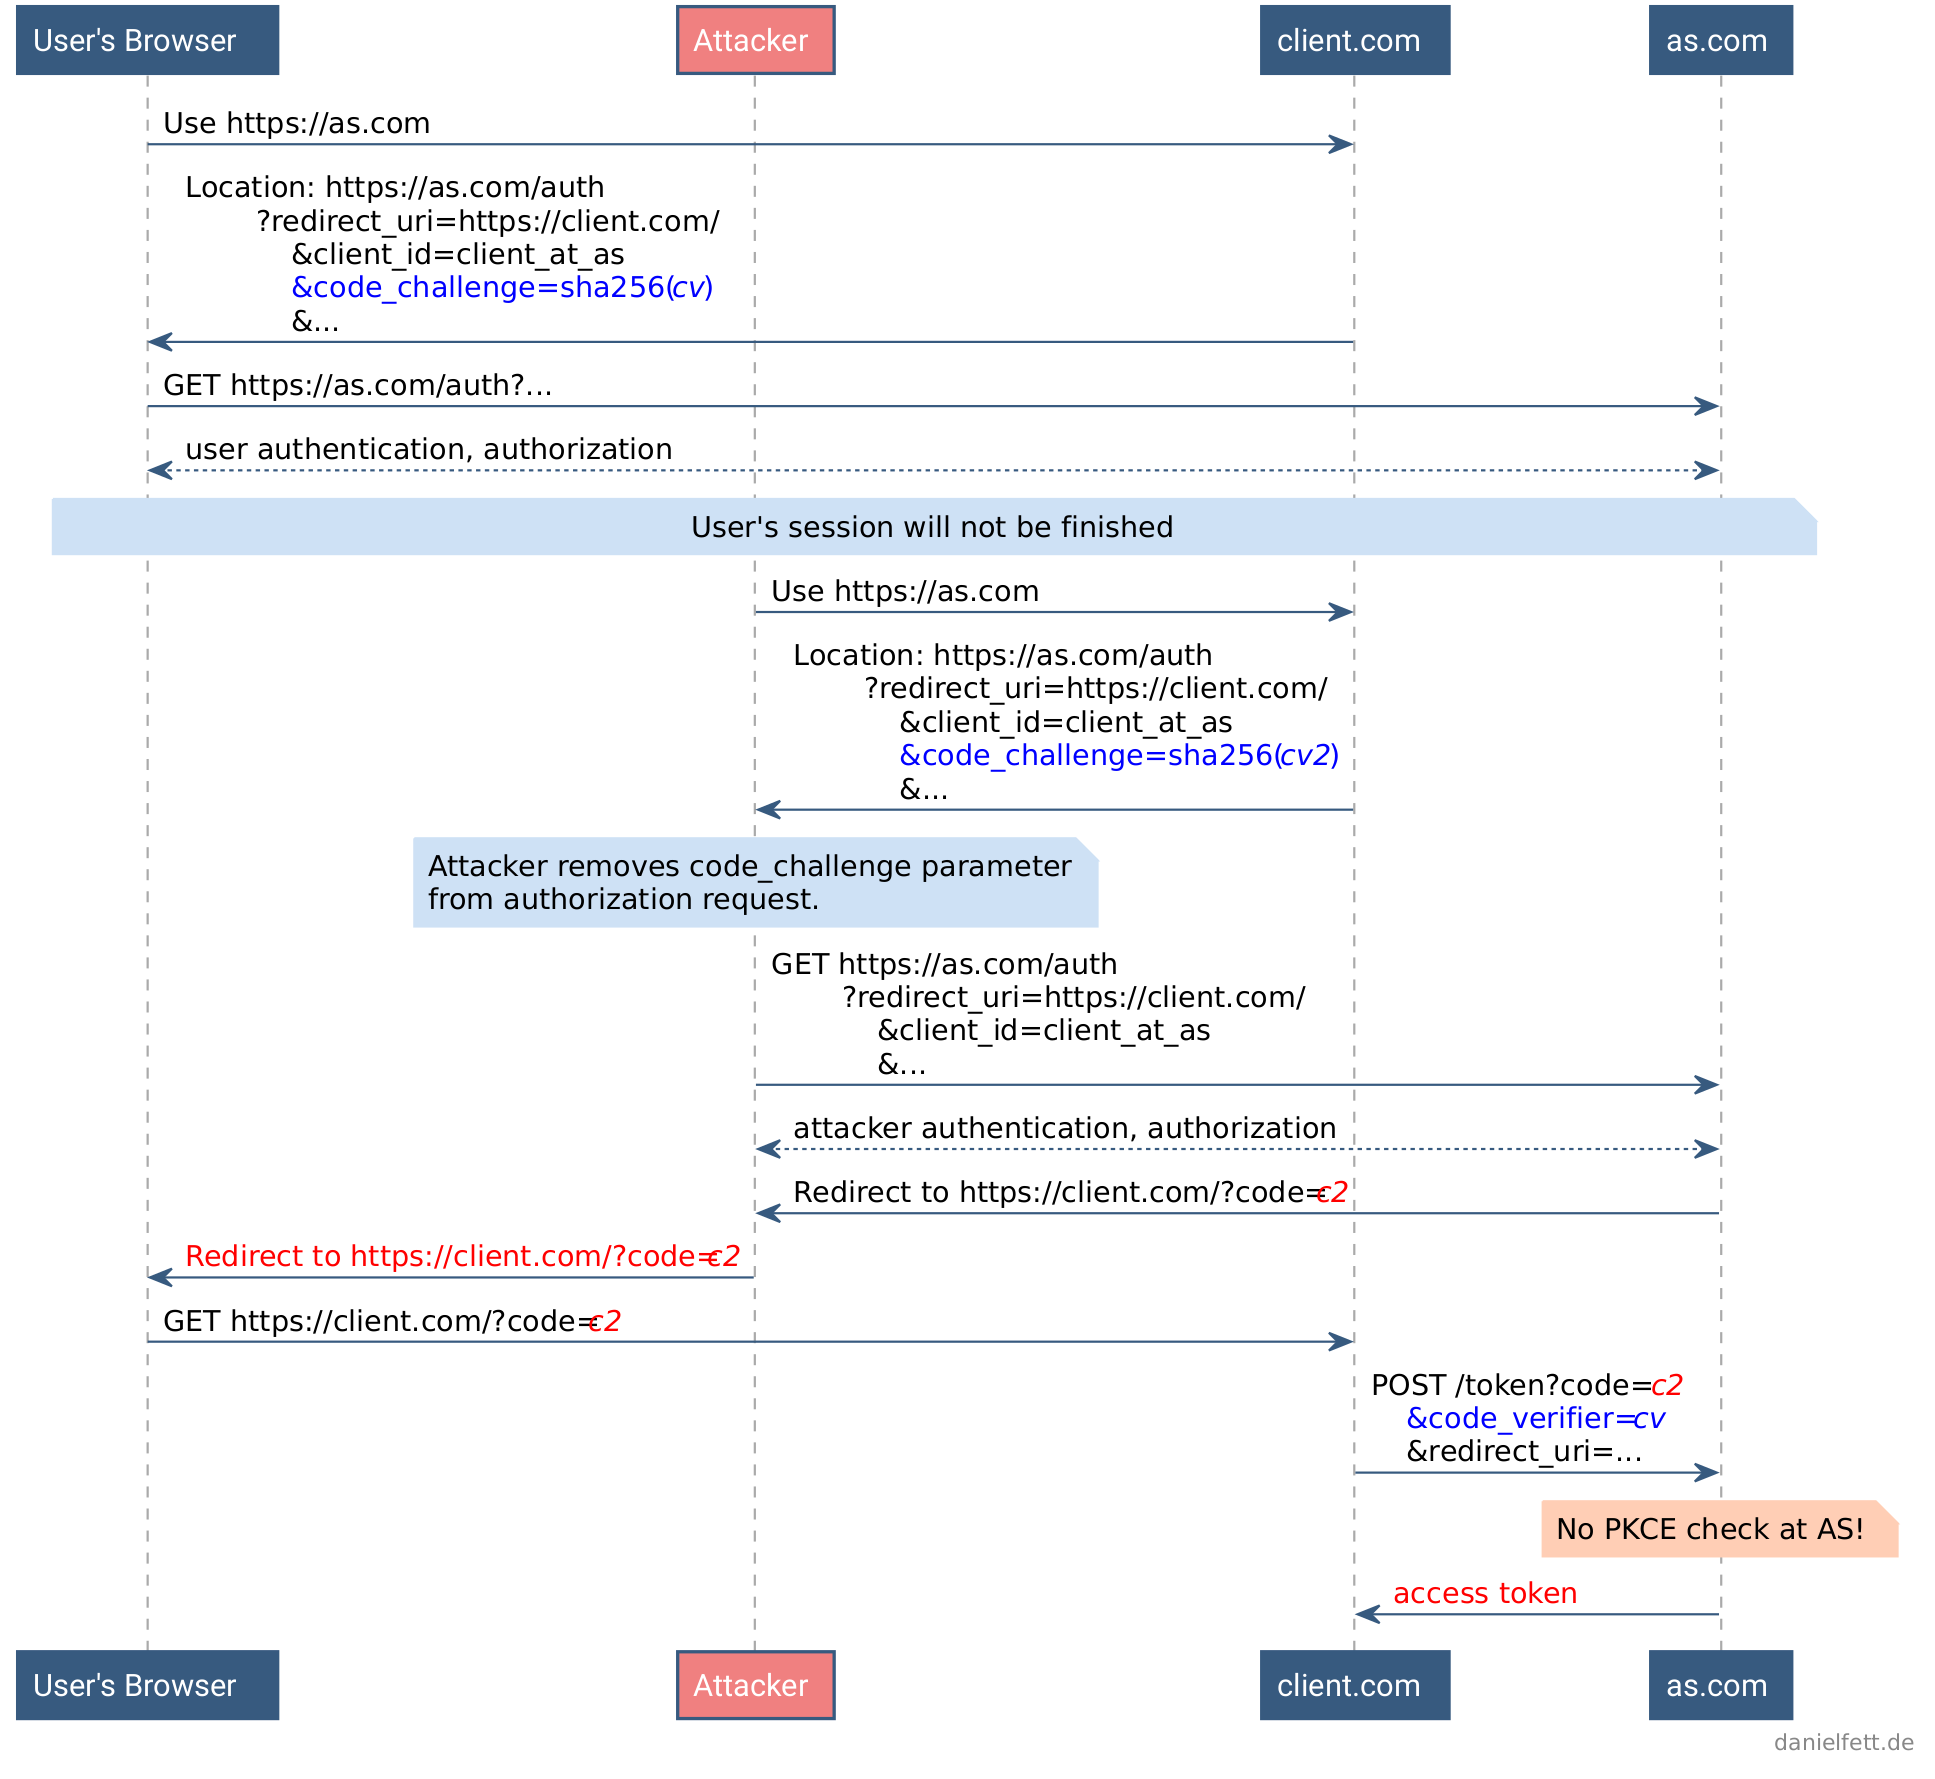 User's Browser
Attacker
client.com
as.com
Use https://as.com
Location: https://as.com/auth
?redirect_uri=https://client.com/
&client_id=client_at_as
&code_challenge=sha256(cv)
&...
GET https://as.com/auth?...
user authentication, authorization
User's session will not be finished
Use https://as.com
Location: https://as.com/auth
?redirect_uri=https://client.com/
&client_id=client_at_as
&code_challenge=sha256(cv2)
&...
Attacker removes code_challenge parameter
from authorization request.
GET https://as.com/auth
?redirect_uri=https://client.com/
&client_id=client_at_as
&...
attacker authentication, authorization
Redirect to https://client.com/?code=c2
Redirect to https://client.com/?code=c2
GET https://client.com/?code=c2
POST /token?code=c2
&code_verifier=cv
&redirect_uri=...
No PKCE check at AS!
access token
User's Browser
Attacker
client.com
as.com
danielfett.de